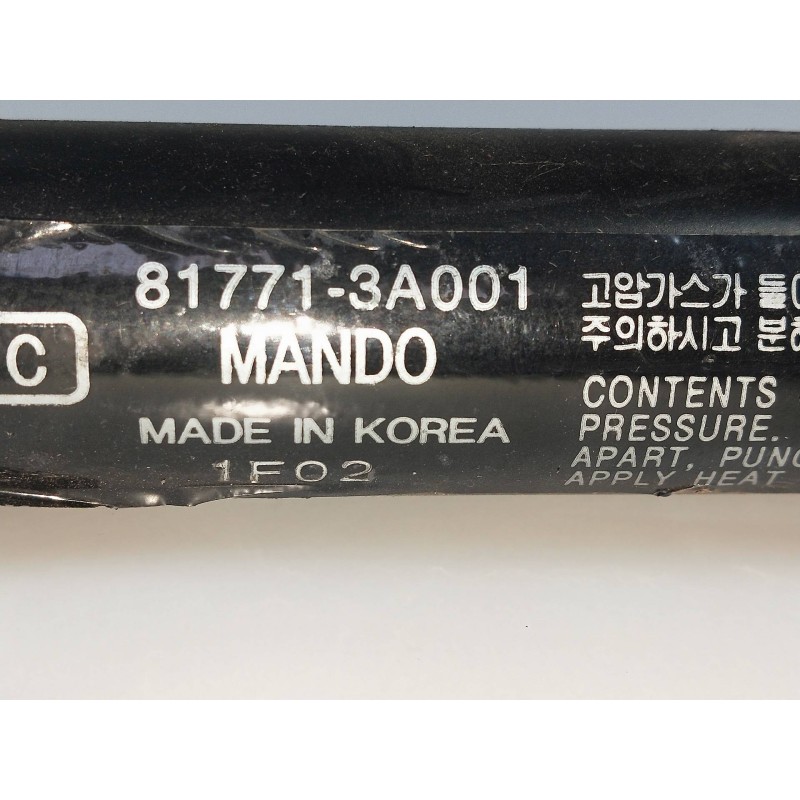 C
81771-3A001
MANDO
MADE IN KOREA
1F02
고압가스가
주의하시고
CONTENTS
PRESSURE.
APART,
APPLY HEAT